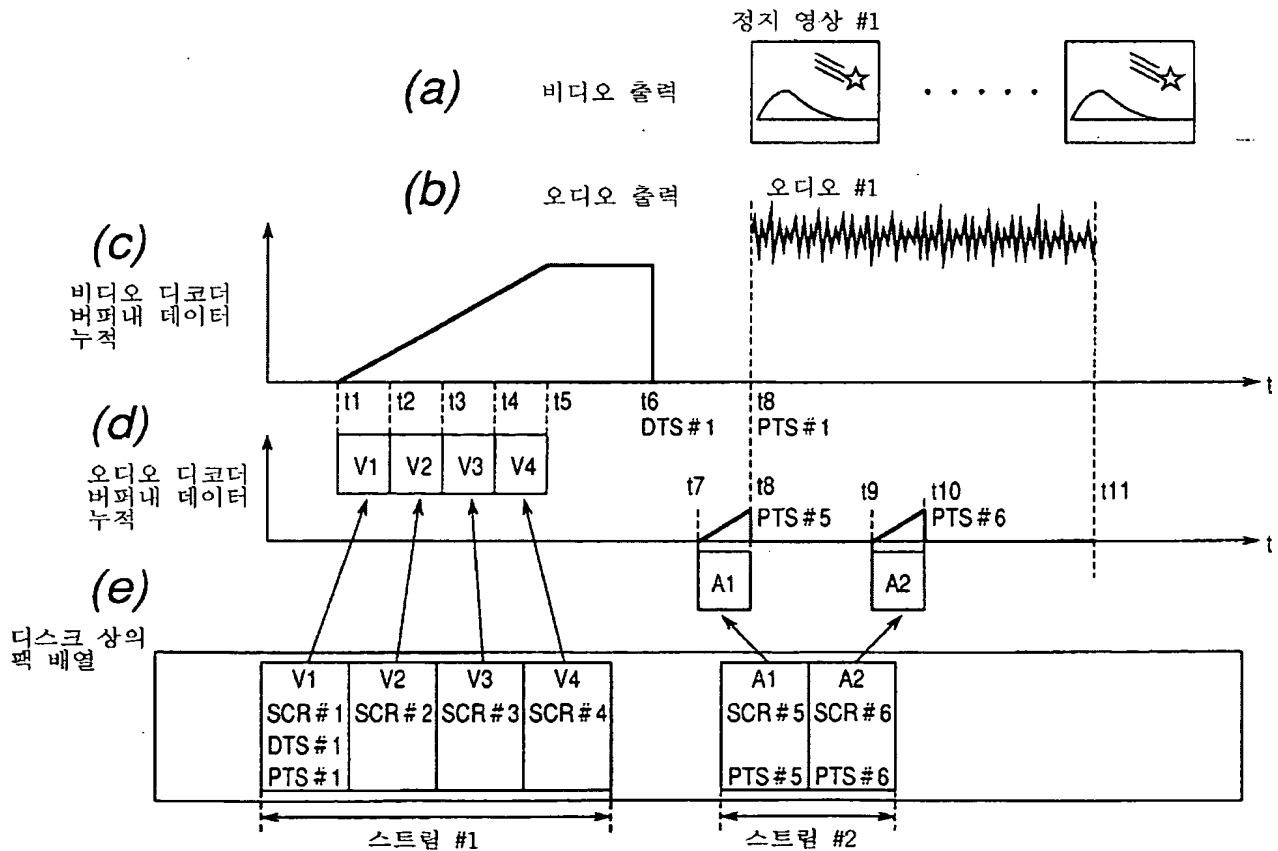 정지 영상 #1
(a) 비디오 출력
(b) 오디오 출력
오디오 #1
(c)
비디오 디코더
버퍼내 데이터
누적
t1 t2 t3 t4 t5 t6 t8 t
DTS#1 PTS#1
V1 V2 V3 V4
(d)
오디오 디코더
버퍼내 데이터
누적
t7 t8 t9 t10 t11
PTS#5 PTS#6
t
A1 A2
(e)
디스크 상의
팩 배열
V1 V2 V3 V4 A1 A2
SCR#1 SCR#2 SCR#3 SCR#4 SCR#5 SCR#6
DTS#1
PTS#1 PTS#5 PTS#6
스트림 #1 스트림 #2